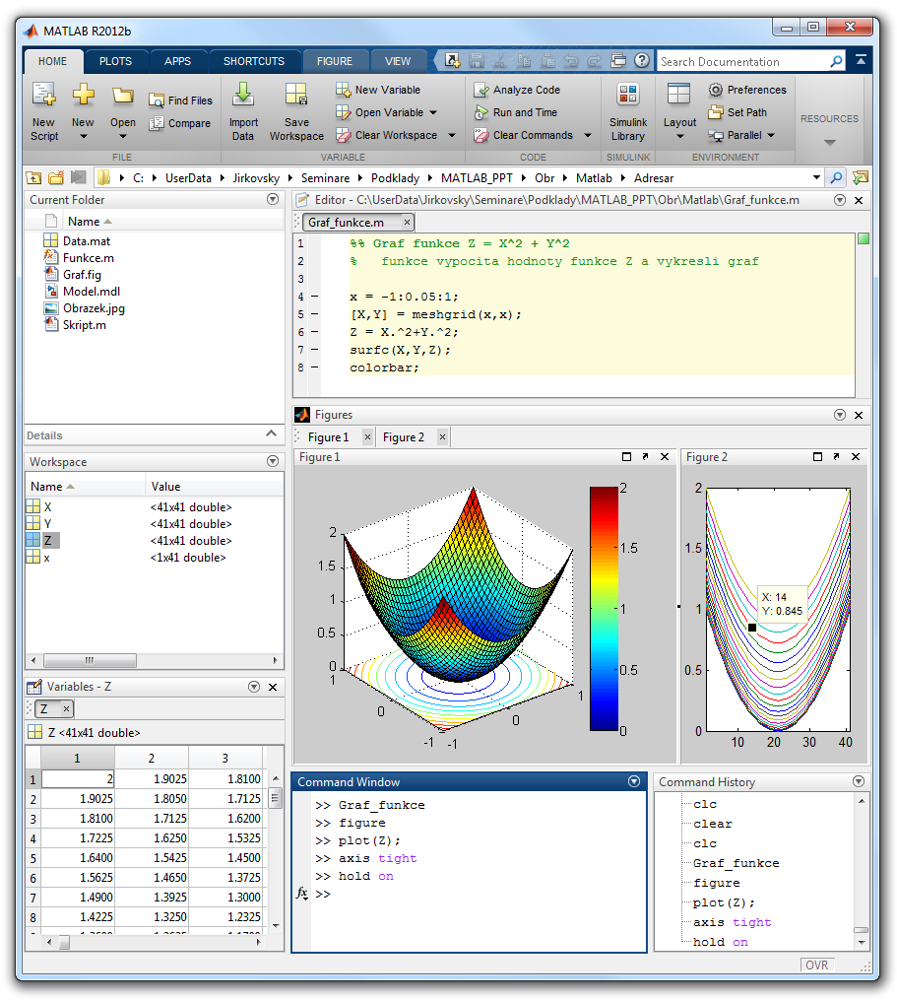 MATLAB R2012b
HOME PLOTS APPS SHORTCUTS FIGURE VIEW Search Documentation
New Script New Open Find Files Compare
Import Data Save Workspace New Variable Open Variable Clear Workspace
Analyze Code Run and Time Clear Commands
Simulink Library Layout Preferences Set Path Parallel RESOURCES
FILE VARIABLE CODE SIMULINK ENVIRONMENT
C: UserData Jirkovsky Seminare Podklady MATLAB_PPT Obr Matlab Adresar
Current Folder
Name
Data.mat
Funkce.m
Graf.fig
Model.mdl
Obrazek.jpg
Skript.m
Details
Editor - C:\UserData\Jirkovsky\Seminare\Podklady\MATLAB_PPT\Obr\Matlab\Graf_funkce.m
Graf_funkce.m
1 %% Graf funkce Z = X^2 + Y^2
2 % funkce vypocita hodnoty funkce Z a vykresli graf
3
4 – x = -1:0.05:1;
5 – [X,Y] = meshgrid(x,x);
6 – Z = X.^2+Y.^2;
7 – surfc(X,Y,Z);
8 – colorbar;
Workspace
Name Value
X <41x41 double>
Y <41x41 double>
Z <41x41 double>
x <1x41 double>
Figures
Figure 1 Figure 2
Figure 1
2
1.5
1
0.5
0
1
0
-1
-1
0
1
2
1.5
1
0.5
0
Figure 2
2
1.5
1
0.5
0
10 20 30 40
X: 14
Y: 0.845
Variables - Z
Z
Z <41x41 double>
1 2 3
1 2 1.9025 1.8100
2 1.9025 1.8050 1.7125
3 1.8100 1.7125 1.6200
4 1.7225 1.6250 1.5325
5 1.6400 1.5425 1.4500
6 1.5625 1.4650 1.3725
7 1.4900 1.3925 1.3000
8 1.4225 1.3250 1.2325
Command Window
>> Graf_funkce
>> figure
>> plot(Z);
>> axis tight
>> hold on
fx >>
Command History
clc
clear
clc
Graf_funkce
figure
plot(Z);
axis tight
hold on
OVR